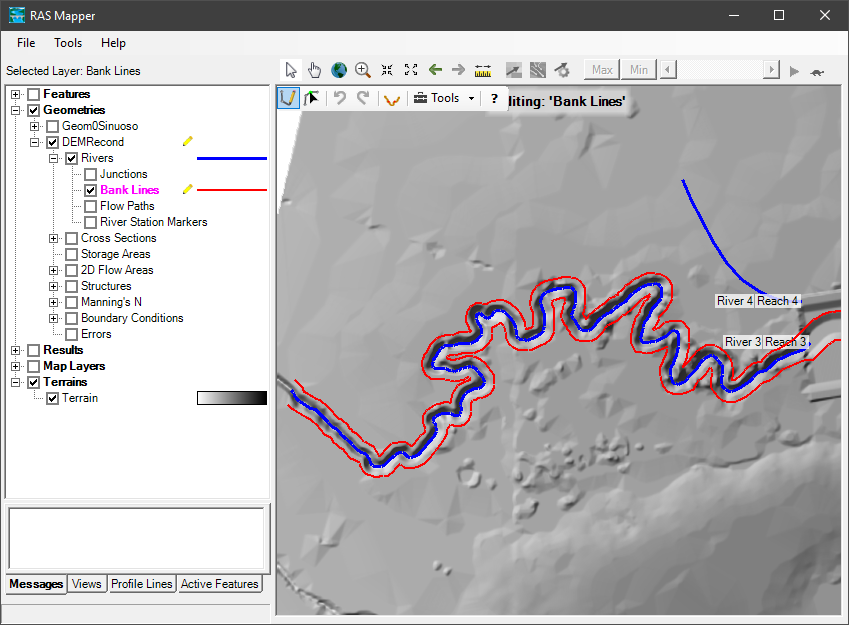 RAS Mapper
File Tools Help
Selected Layer: Bank Lines
Max Min
Features
Geometries
Geom0Sinuoso
DEMRecond
Rivers
Junctions
Bank Lines
Flow Paths
River Station Markers
Cross Sections
Storage Areas
2D Flow Areas
Structures
Manning's N
Boundary Conditions
Errors
Results
Map Layers
Terrains
Terrain
Tools ? liting: 'Bank Lines'
River 4 Reach 4
River 3 Reach 3
Messages Views Profile Lines Active Features